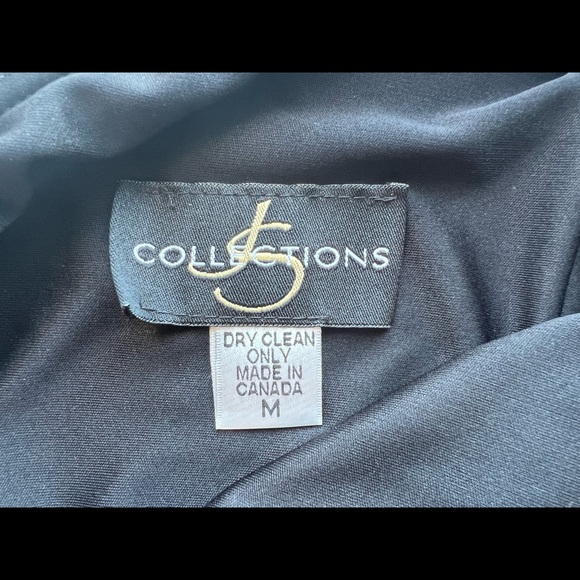 JS
COLLECTIONS
DRY CLEAN
ONLY
MADE IN
CANADA
M